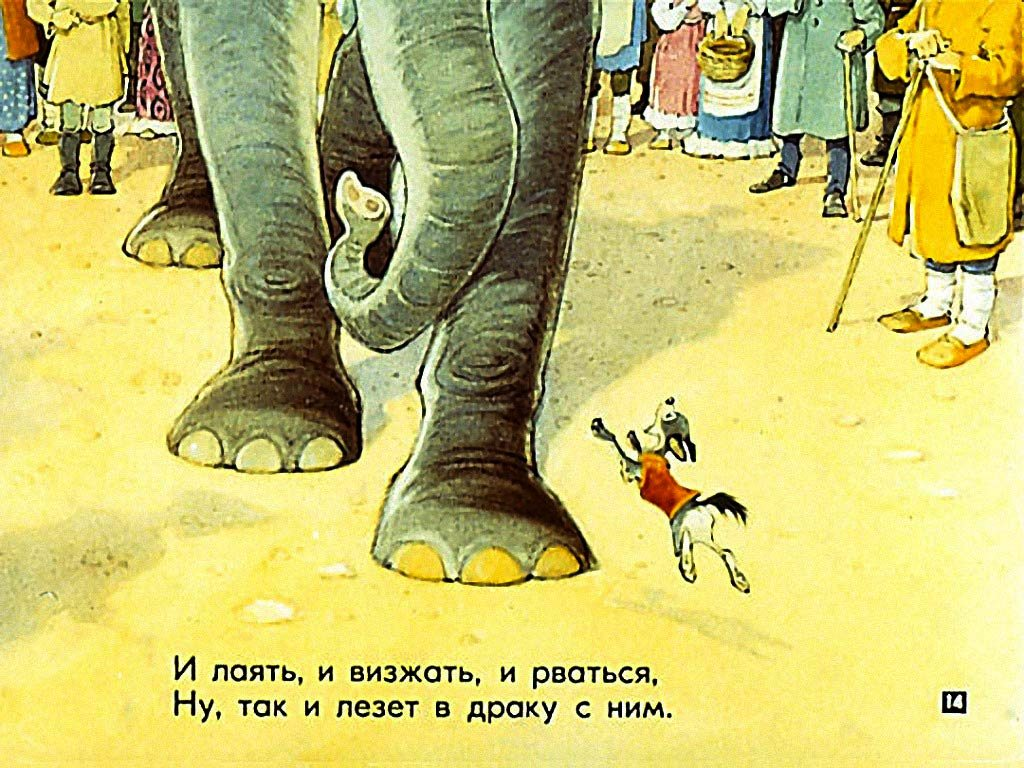 И лаять, и визжать, и рваться,
Ну, так и лезет в драку с ним.
14